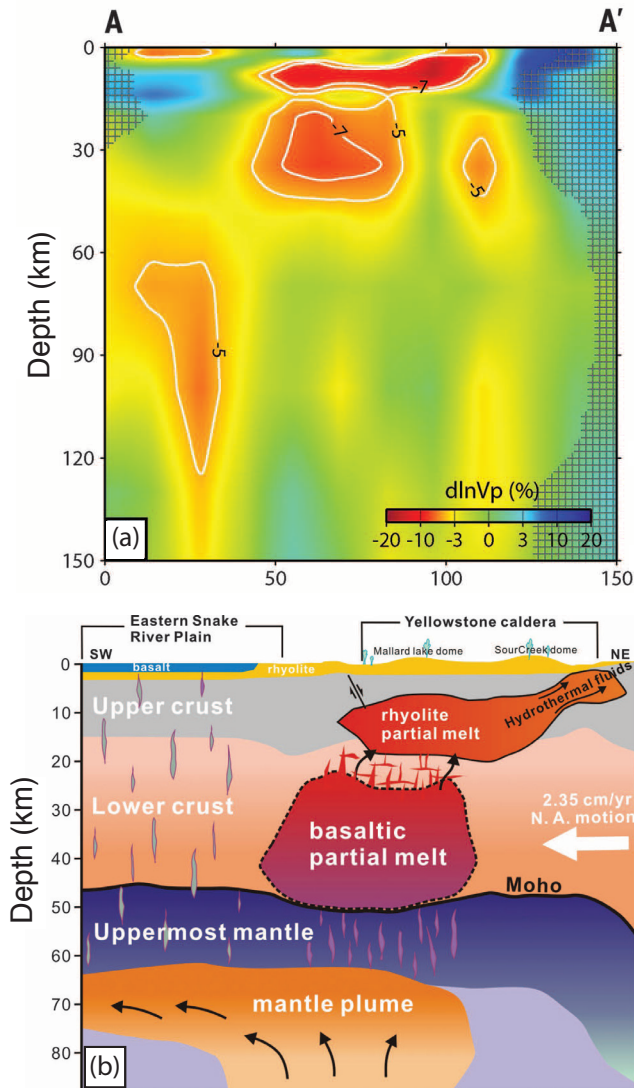 A
A'
0
30
60
90
120
150
Depth (km)
-7
-7
-5
-5
-5
dlnVp (%)
-20 -10 -3 0 3 10 20
(a)
0 50 100 150
Eastern Snake
River Plain
Yellowstone caldera
SW
Mallard lake dome
SourCreek dome
NE
0
10
20
30
40
50
60
70
80
Depth (km)
basalt
rhyolite
Upper crust
rhyolite
partial melt
Hydrothermal fluids
Lower crust
basaltic
partial melt
2.35 cm/yr
N. A. motion
Moho
Uppermost mantle
mantle plume
(b)